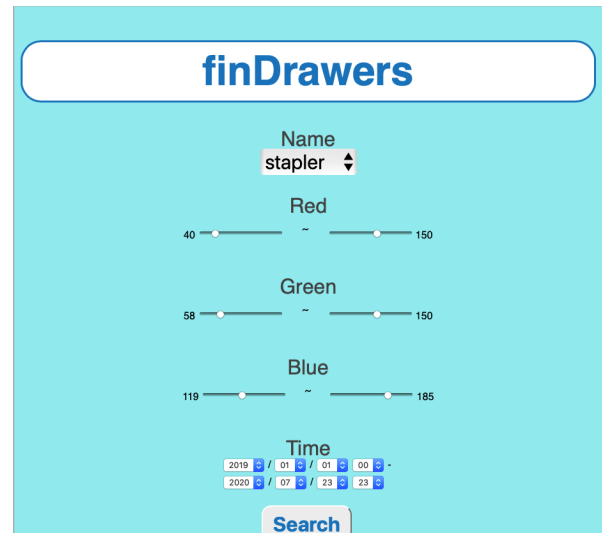 finDrawers
Name
stapler
Red
40 ~ 150
Green
58 ~ 150
Blue
119 ~ 185
Time
2019 / 01 / 01 00 -
2020 / 07 / 23 23
Search